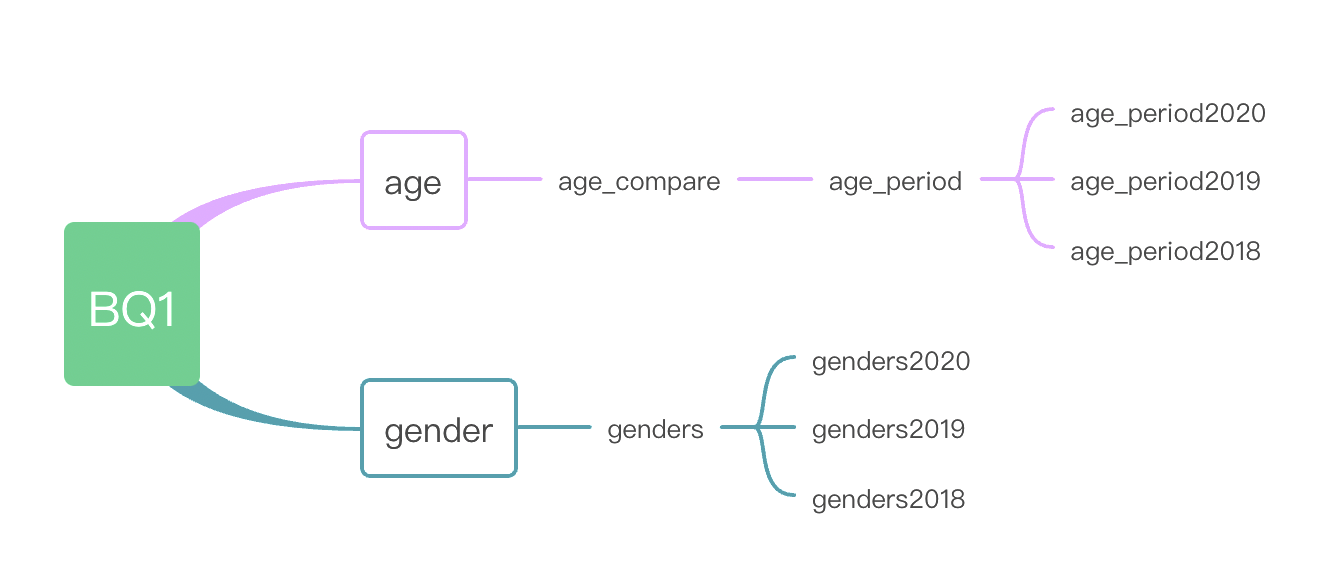 BQ1
age
age_compare
age_period
age_period2020
age_period2019
age_period2018
gender
genders
genders2020
genders2019
genders2018